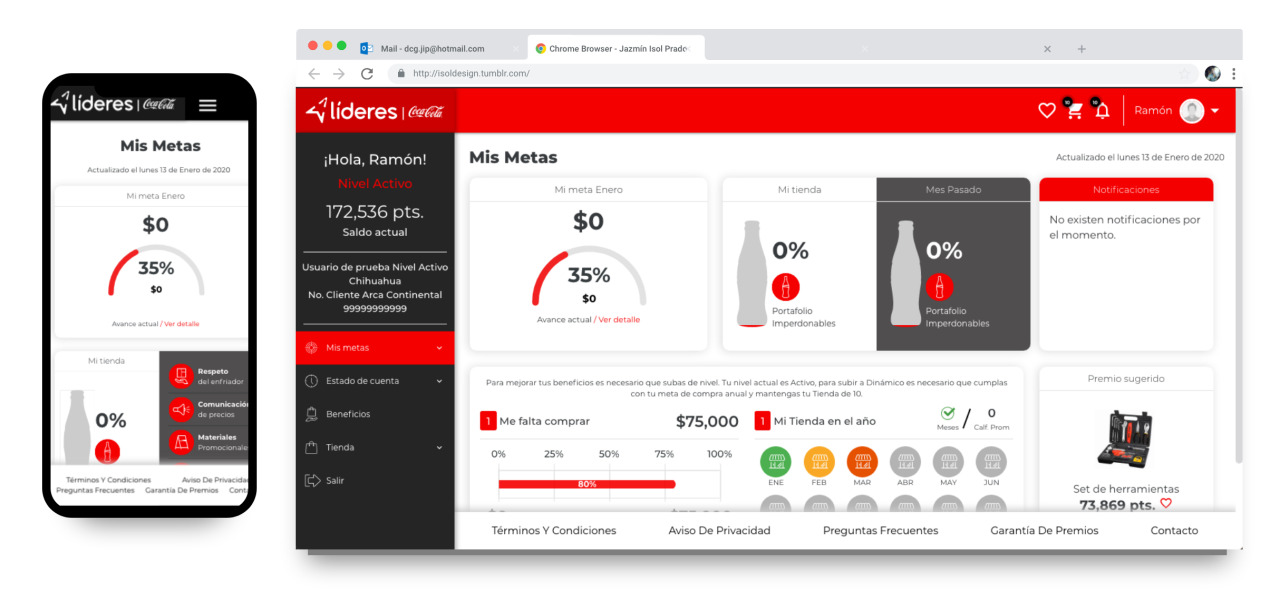 líderes | Coca-Cola
Mis Metas
Actualizado el lunes 13 de Enero de 2020
Mi meta Enero
$0
35%
$0
Avance actual / Ver detalle
Mi tienda
0%
Respeto
del enfriador
Comunicación
de precios
Materiales
Promocionale
Términos Y Condiciones Aviso De Privacidad
Preguntas Frecuentes Garantía De Premios Conta
Mail - dcg.jip@hotmail.com
Chrome Browser - Jazmín Isol Prado
http://isoldesign.tumblr.com/
líderes | Coca-Cola
10
10
Ramón
¡Hola, Ramón!
Nivel Activo
172,536 pts.
Saldo actual
Usuario de prueba Nivel Activo
Chihuahua
No. Cliente Arca Continental
99999999999
Mis metas
Estado de cuenta
Beneficios
Tienda
Salir
Mis Metas
Actualizado el lunes 13 de Enero de 2020
Mi meta Enero
$0
35%
$0
Avance actual / Ver detalle
Mi tienda
0%
Portafolio
Imperdonables
Mes Pasado
0%
Portafolio
Imperdonables
Notificaciones
No existen notificaciones por
el momento.
Para mejorar tus beneficios es necesario que subas de nivel. Tu nivel actual es Activo, para subir a Dinámico es necesario que cumplas
con tu meta de compra anual y mantengas tu Tienda de 10.
1 Me falta comprar $75,000
0% 25% 50% 75% 100%
80%
$0 $75,000
1 Mi Tienda en el año
Meses / 0 Calif. Prom
ENE FEB MAR ABR MAY JUN
Premio sugerido
Set de herramientas
73,869 pts.
Términos Y Condiciones Aviso De Privacidad Preguntas Frecuentes Garantía De Premios Contacto